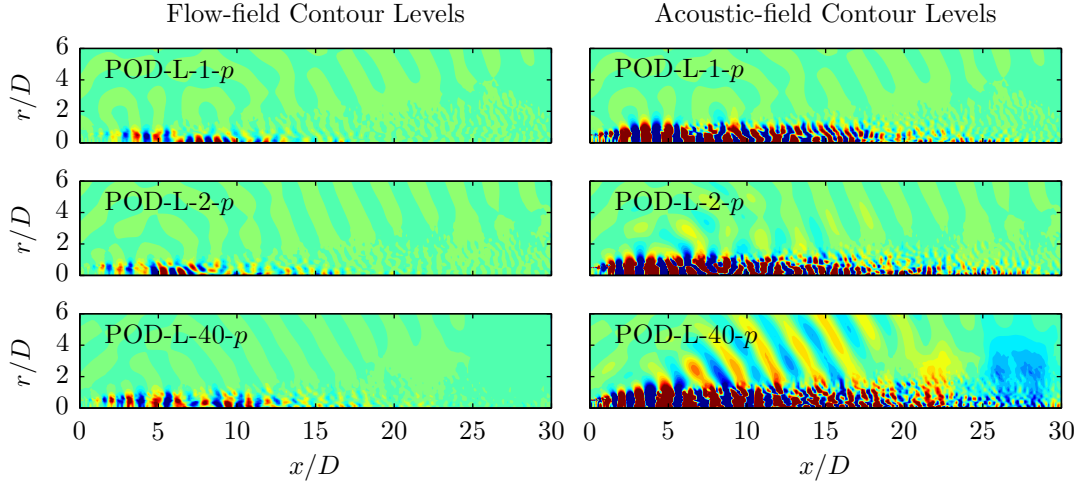 Flow-field Contour Levels
Acoustic-field Contour Levels
6
4
2
0
r/D
POD-L-1-p
POD-L-1-p
6
4
2
0
r/D
POD-L-2-p
POD-L-2-p
6
4
2
0
r/D
POD-L-40-p
POD-L-40-p
0 5 10 15 20 25 30
0 5 10 15 20 25 30
x/D
x/D